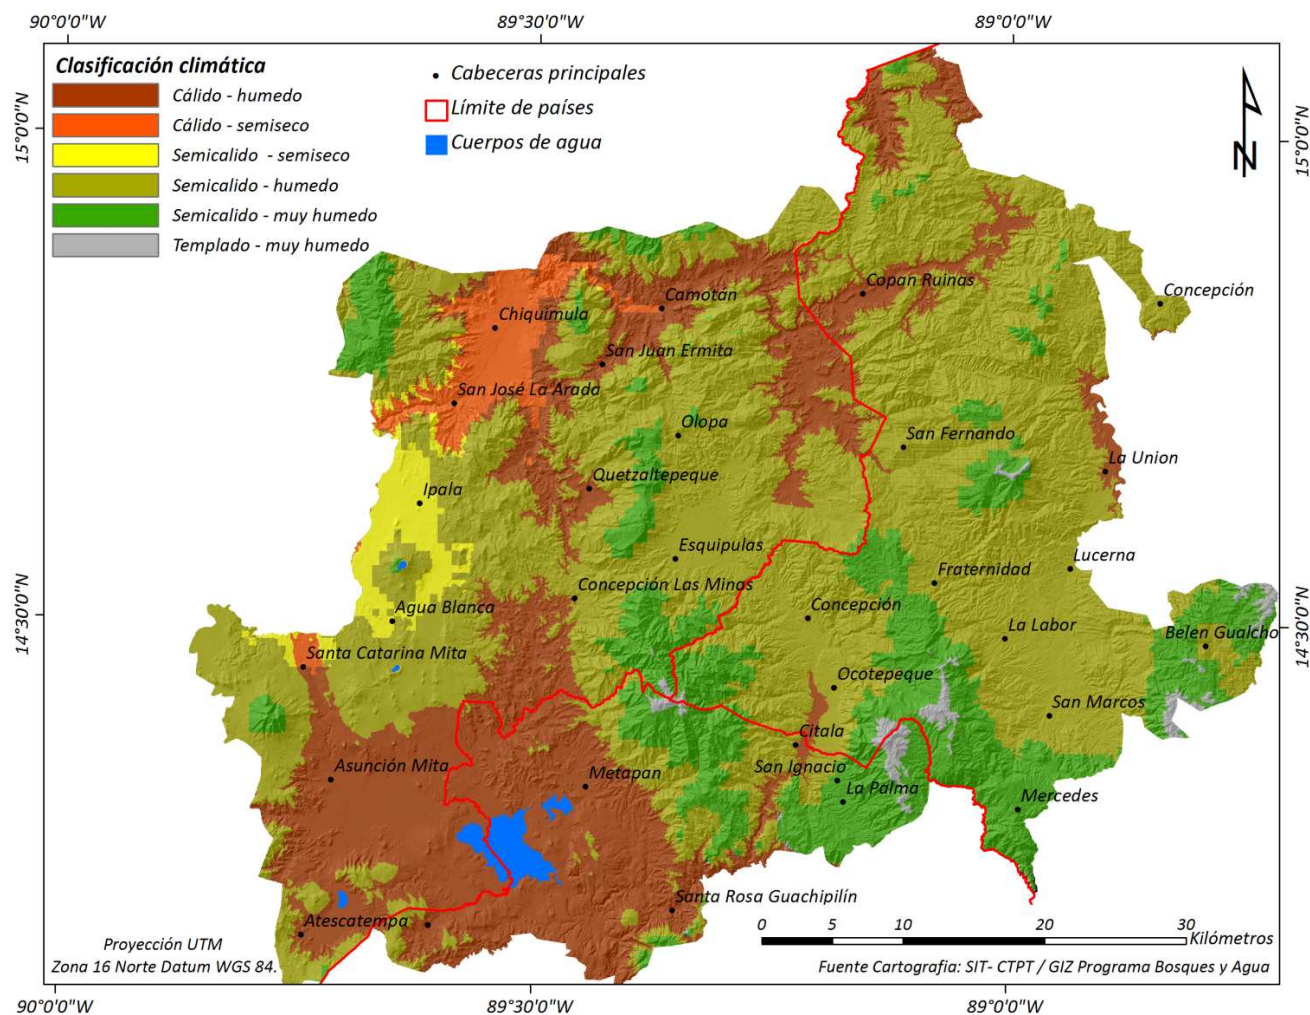 90°0'0"W
89°30'0"W
89°0'0"W
Clasificación climática
Cálido - humedo
Cálido - semiseco
Semicalido - semiseco
Semicalido - humedo
Semicalido - muy humedo
Templado - muy humedo
Cabeceras principales
Límite de países
Cuerpos de agua
N
15°0'0"N
15°0'0"N
Copan Ruinas
Concepción
Camotán
Chiquimula
San Juan Ermita
San José La Arada
Olopa
San Fernando
La Union
Quetzaltepeque
Ipala
Esquipulas
Lucerna
Fraternidad
Concepción Las Minas
Agua Blanca
Concepción
14°30'0"N
14°30'0"N
La Labor
Belen Gualcho
Santa Catarina Mita
Ocotepeque
San Marcos
Citala
Asunción Mita
Metapan
San Ignacio
La Palma
Mercedes
Santa Rosa Guachipilín
Atescatempa
0 5 10 20 30
Kilómetros
Proyección UTM
Zona 16 Norte Datum WGS 84.
Fuente Cartografia: SIT- CTPT / GIZ Programa Bosques y Agua
90°0'0"W
89°30'0"W
89°0'0"W